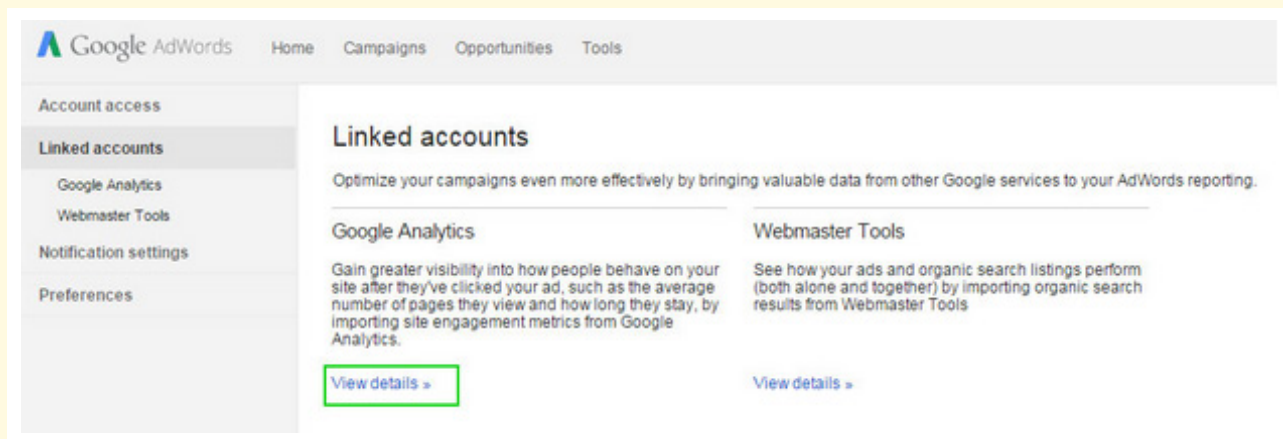 Google AdWords Home Campaigns Opportunities Tools
Account access
Linked accounts
Google Analytics
Webmaster Tools
Notification settings
Preferences
Linked accounts
Optimize your campaigns even more effectively by bringing valuable data from other Google services to your AdWords reporting.
Google Analytics
Gain greater visibility into how people behave on your
site after they've clicked your ad, such as the average
number of pages they view and how long they stay, by
importing site engagement metrics from Google
Analytics.
View details »
Webmaster Tools
See how your ads and organic search listings perform
(both alone and together) by importing organic search
results from Webmaster Tools
View details »